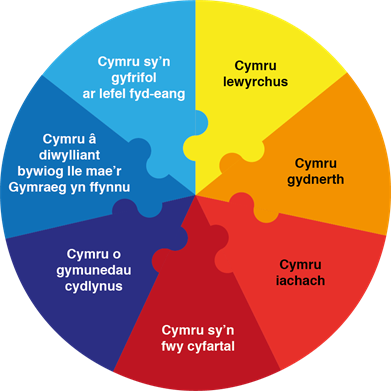 Cymru
lewyrchus
Cymru
gydnerth
Cymru
iachach
Cymru sy'n
fwy cyfartal
Cymru o
gymunedau
cydlynus
Cymru â
diwylliant
bywiog lle mae'r
Gymraeg yn ffynnu
Cymru sy'n
gyfrifol
ar lefel fyd-eang